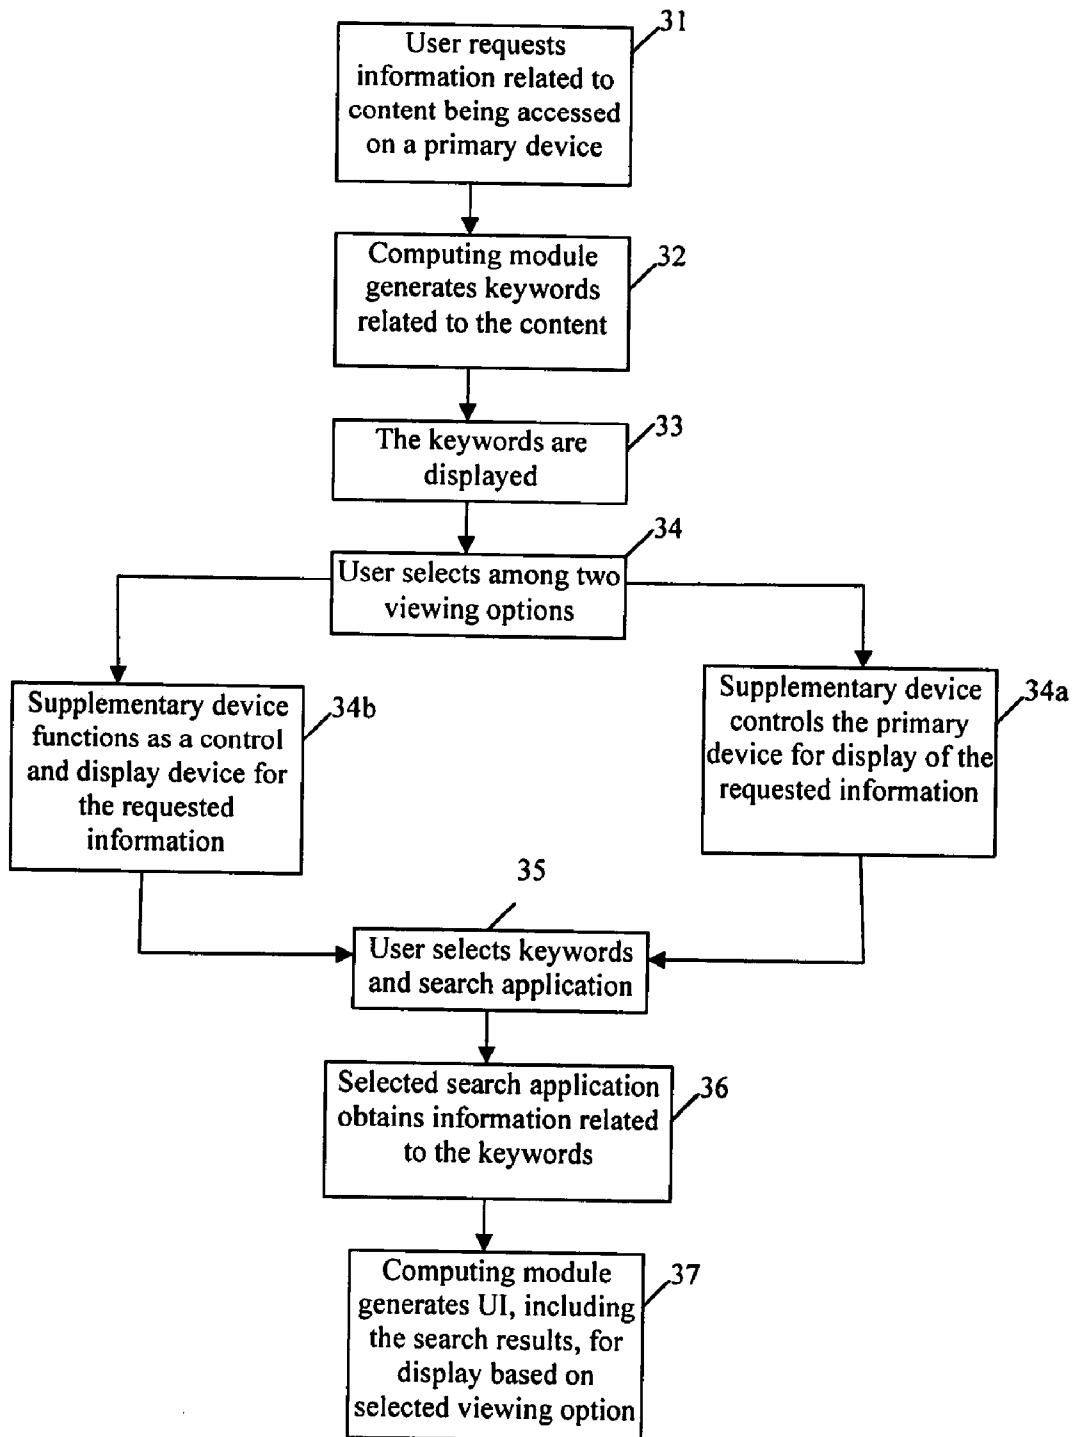 31
User requests
information related to
content being accessed
on a primary device
32
Computing module
generates keywords
related to the content
33
The keywords are
displayed
34
User selects among two
viewing options
34b
Supplementary device
functions as a control
and display device for
the requested
information
34a
Supplementary device
controls the primary
device for display of the
requested information
35
User selects keywords
and search application
36
Selected search application
obtains information related
to the keywords
37
Computing module
generates UI, including
the search results, for
display based on
selected viewing option